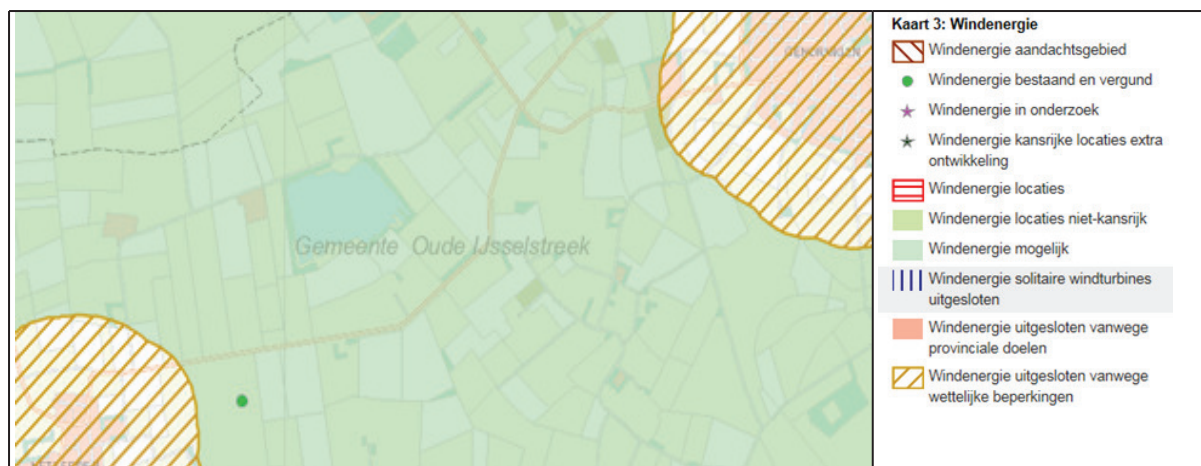 GENDRINGEN
Gemeente Oude IJsselstreek
Kaart 3: Windenergie
Windenergie aandachtsgebied
Windenergie bestaand en vergund
Windenergie in onderzoek
Windenergie kansrijke locaties extra
ontwikkeling
Windenergie locaties
Windenergie locaties niet-kansrijk
Windenergie mogelijk
Windenergie solitaire windturbines
uitgesloten
Windenergie uitgesloten vanwege
provinciale doelen
Windenergie uitgesloten vanwege
wettelijke beperkingen